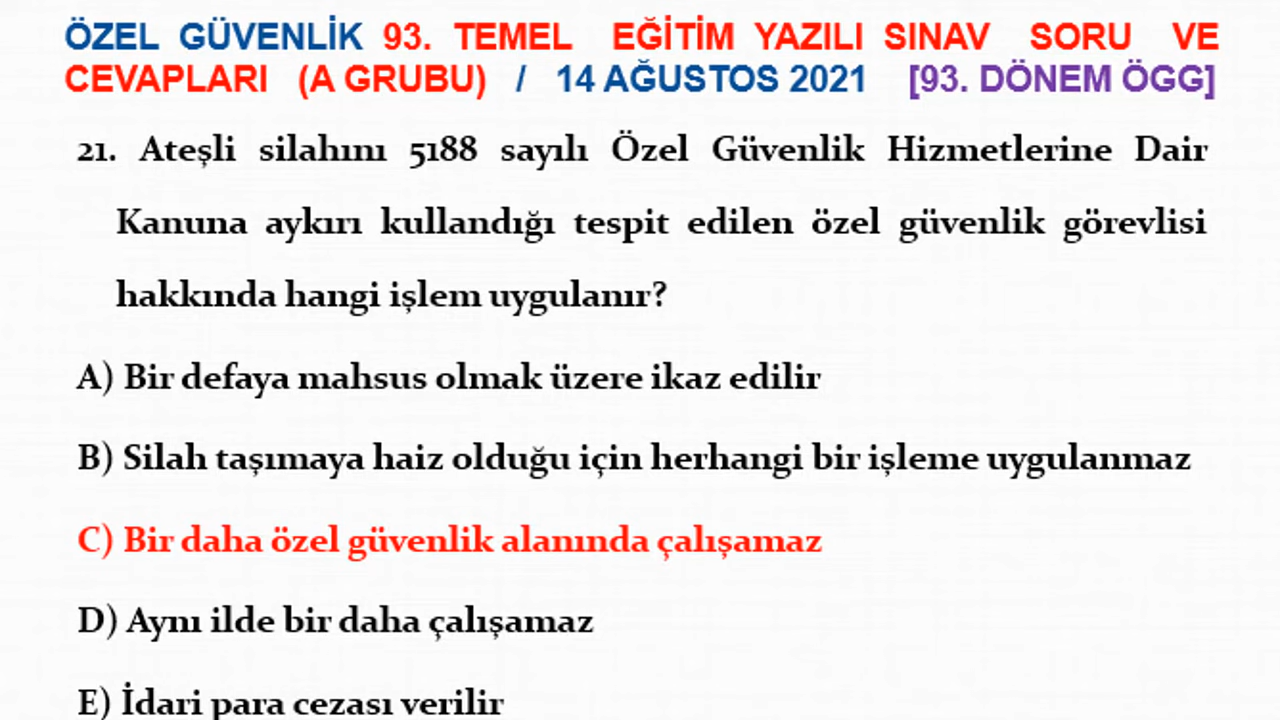 ÖZEL GÜVENLİK 93. TEMEL EĞİTİM YAZILI SINAV SORU VE
CEVAPLARI (A GRUBU) / 14 AĞUSTOS 2021 [93. DÖNEM ÖGG]
21. Ateşli silahını 5188 sayılı Özel Güvenlik Hizmetlerine Dair
Kanuna aykırı kullandığı tespit edilen özel güvenlik görevlisi
hakkında hangi işlem uygulanır?
A) Bir defaya mahsus olmak üzere ikaz edilir
B) Silah taşımaya haiz olduğu için herhangi bir işleme uygulanmaz
C) Bir daha özel güvenlik alanında çalışamaz
D) Aynı ilde bir daha çalışamaz
E) İdari para cezası verilir